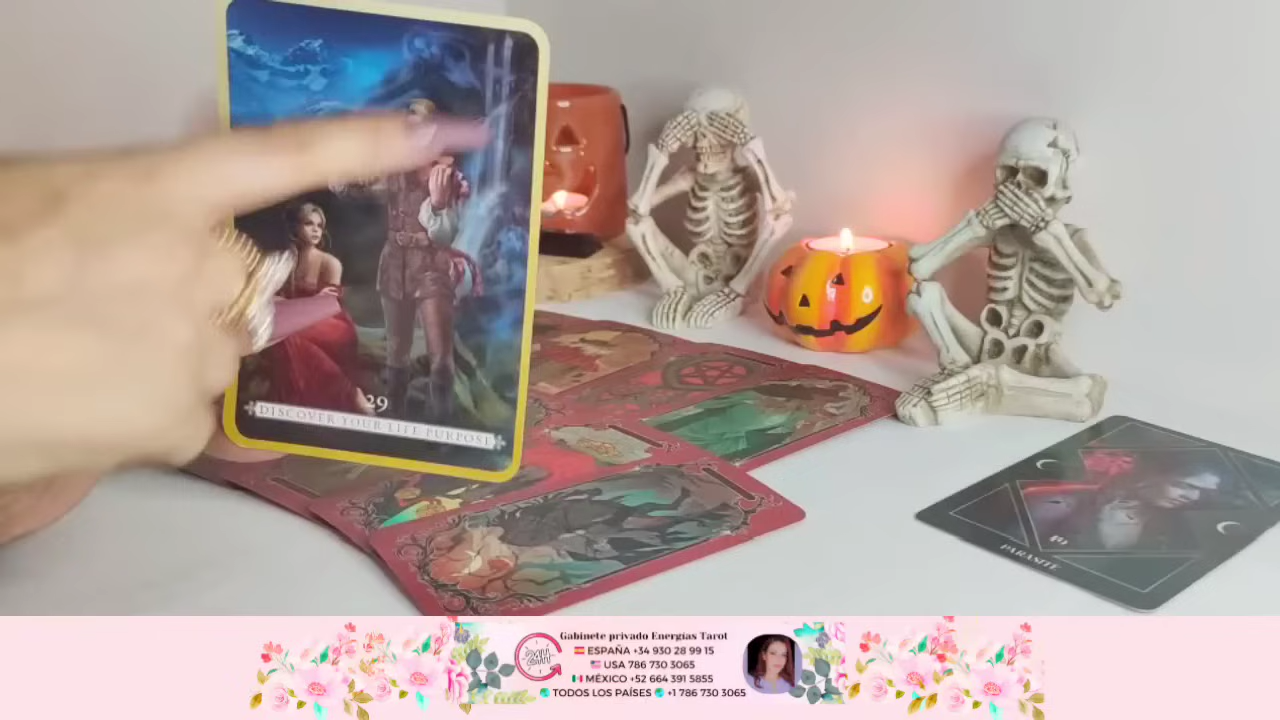 29
DISCOVER YOUR LIFE PURPOSE
49
PARASITE
Gabinete privado Energías Tarot
ESPAÑA +34 930 28 99 15
USA 786 730 3065
MÉXICO +52 664 391 5855
TODOS LOS PAÍSES +1 786 730 3065